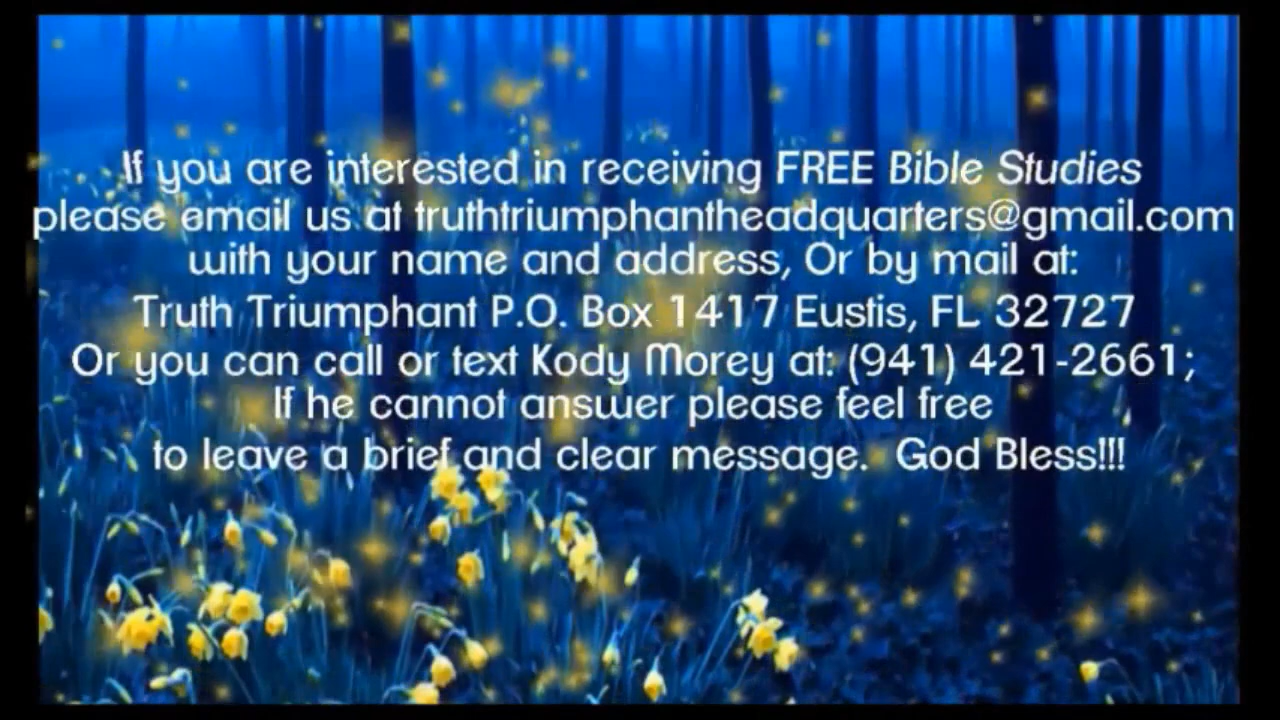 If you are interested in receiving FREE Bible Studies
please email us at truthtriumphantheadquarters@gmail.com
with your name and address, Or by mail at:
Truth Triumphant P.O. Box 1417 Eustis, FL 32727
Or you can call or text Kody Morey at: (941) 421-2661;
If he cannot answer please feel free
to leave a brief and clear message. God Bless!!!